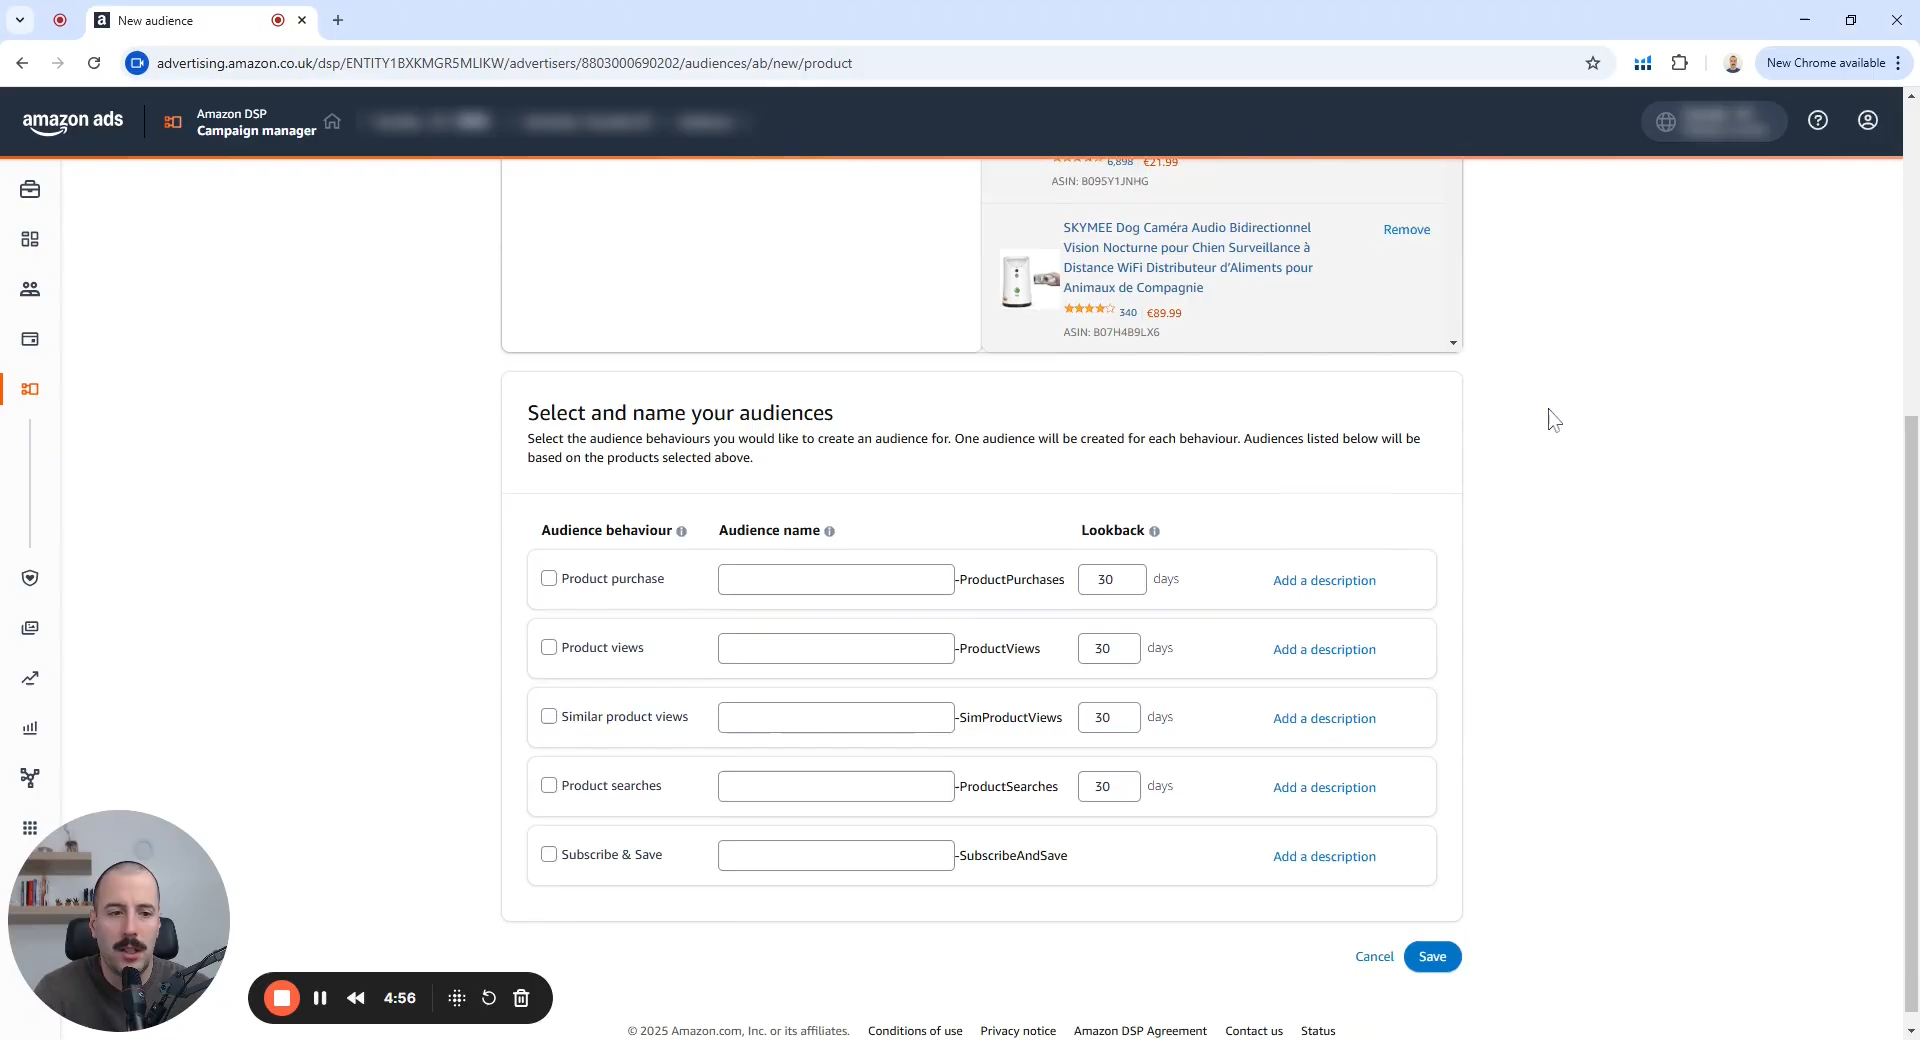 New audience
advertising.amazon.co.uk/dsp/ENTITY1BXKMGR5MLIKW/advertisers/8803000690202/audiences/ab/new/product
New Chrome available
amazon ads
Amazon DSP
Campaign manager
6,898 €21.99
ASIN: B095Y1JNHG
SKYMEE Dog Caméra Audio Bidirectionnel
Vision Nocturne pour Chien Surveillance à
Distance WiFi Distributeur d'Aliments pour
Animaux de Compagnie
Remove
340 €89.99
ASIN: B07H4B9LX6
Select and name your audiences
Select the audience behaviours you would like to create an audience for. One audience will be created for each behaviour. Audiences listed below will be
based on the products selected above.
Audience behaviour Audience name Lookback
Product purchase -ProductPurchases 30 days Add a description
Product views -ProductViews 30 days Add a description
Similar product views -SimProductViews 30 days Add a description
Product searches -ProductSearches 30 days Add a description
Subscribe & Save -SubscribeAndSave Add a description
Cancel Save
4:56
© 2025 Amazon.com, Inc. or its affiliates. Conditions of use Privacy notice Amazon DSP Agreement Contact us Status